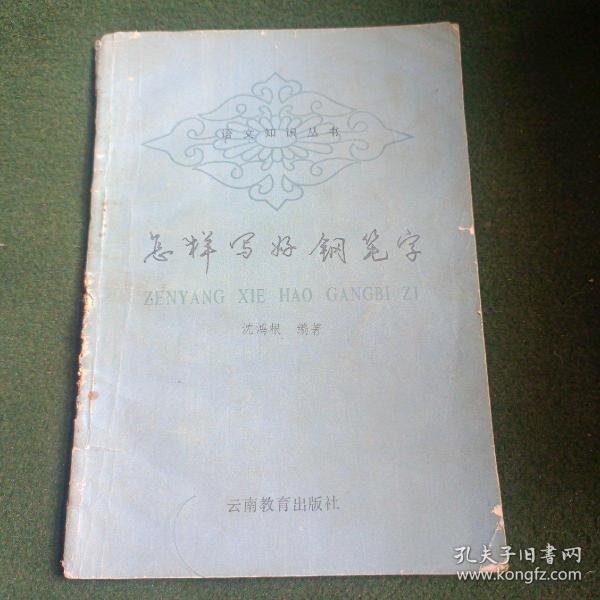 语文知识丛书
怎样写好钢笔字
ZENYANG XIE HAO GANGBI ZI
沈鸿根 编著
云南教育出版社
孔夫子旧书网
www.kongfz.com